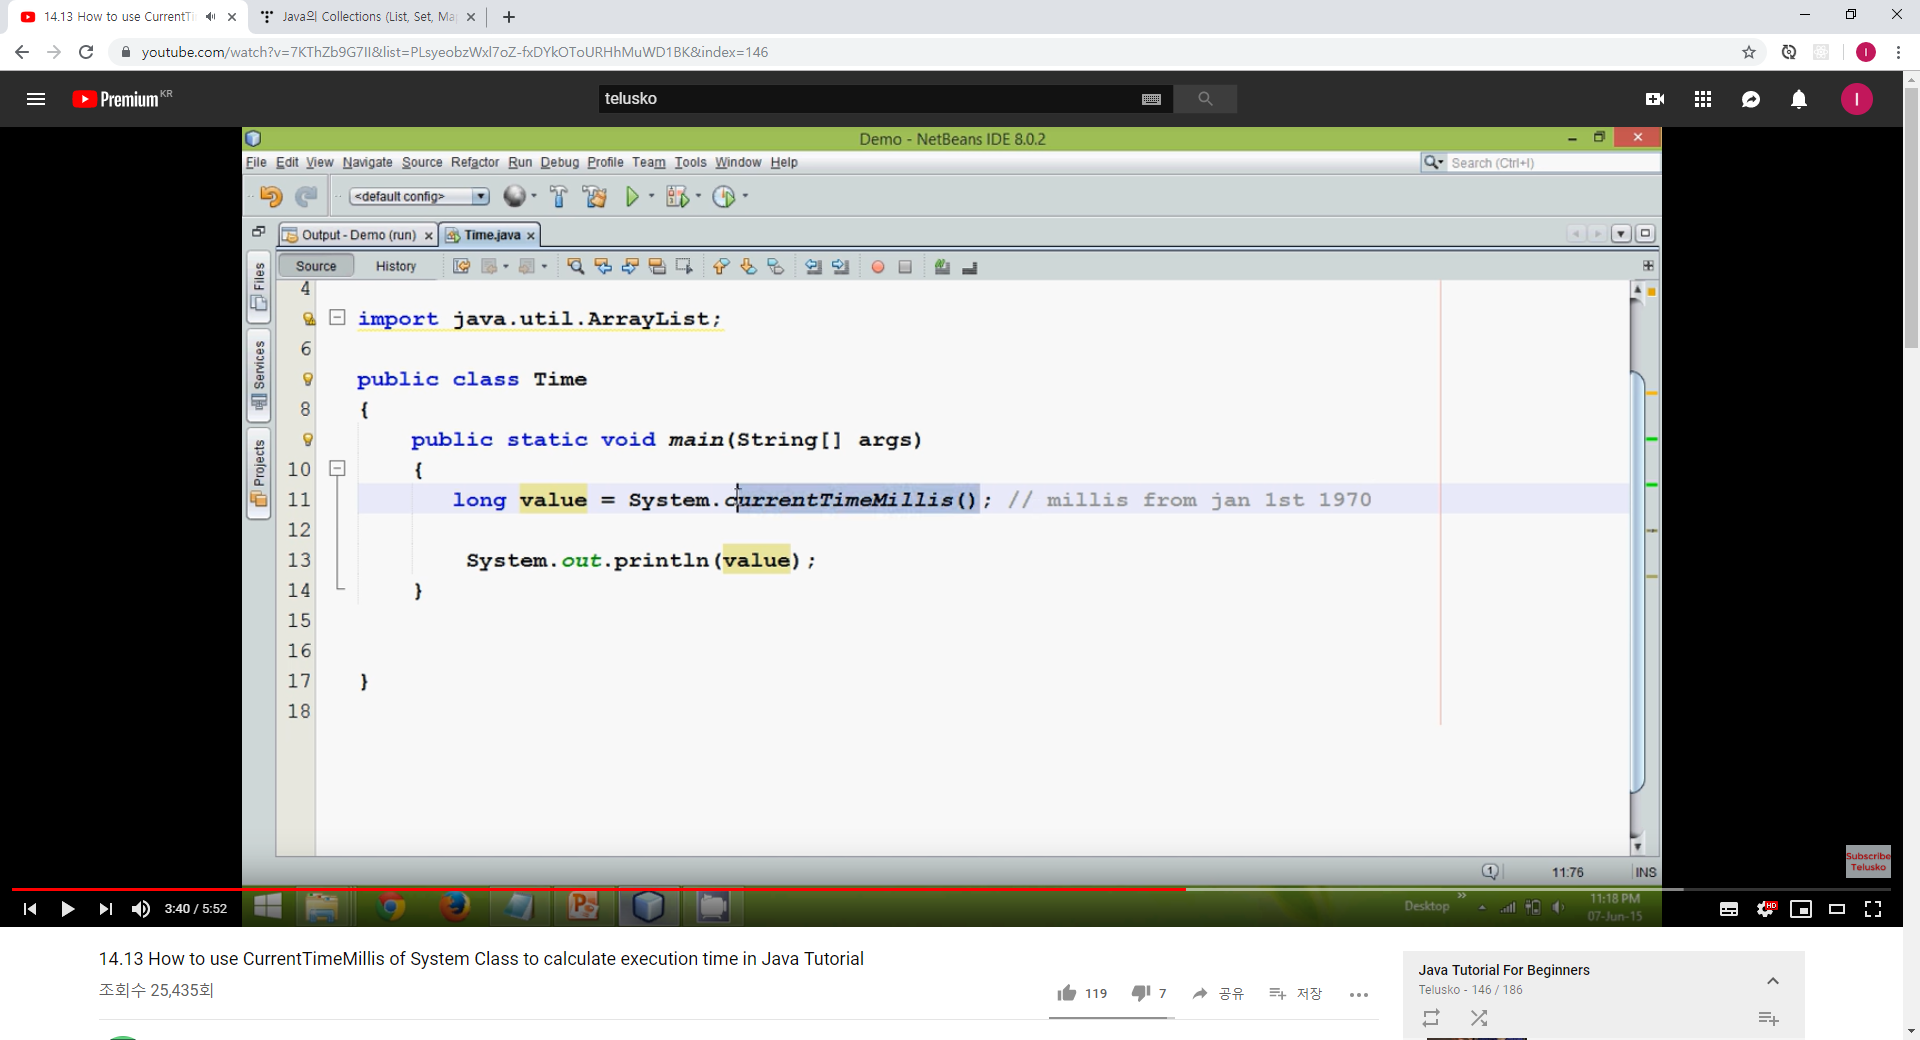 14.13 How to use CurrentTi
Java의 Collections (List, Set, Ma
youtube.com/watch?v=7KThZb9G7II&list=PLsyeobzWxl7oZ-fxDYkOToURHhMuWD1BK&index=146
Premium KR
telusko
Demo - NetBeans IDE 8.0.2
File Edit View Navigate Source Refactor Run Debug Profile Team Tools Window Help
Search (Ctrl+I)
<default config>
Output - Demo (run)
Time.java
Source
History
Files
Services
Projects
4
import java.util.ArrayList;
6
public class Time
8 {
public static void main(String[] args)
10 {
11 long value = System.currentTimeMillis(); // millis from jan 1st 1970
12
13 System.out.println(value);
14 }
15
16
17 }
18
11:76
INS
Subscribe
Telusko
3:40 / 5:52
Desktop
11:18 PM
07-Jun-15
14.13 How to use CurrentTimeMillis of System Class to calculate execution time in Java Tutorial
조회수 25,435회
119
7
공유
저장
Java Tutorial For Beginners
Telusko - 146 / 186